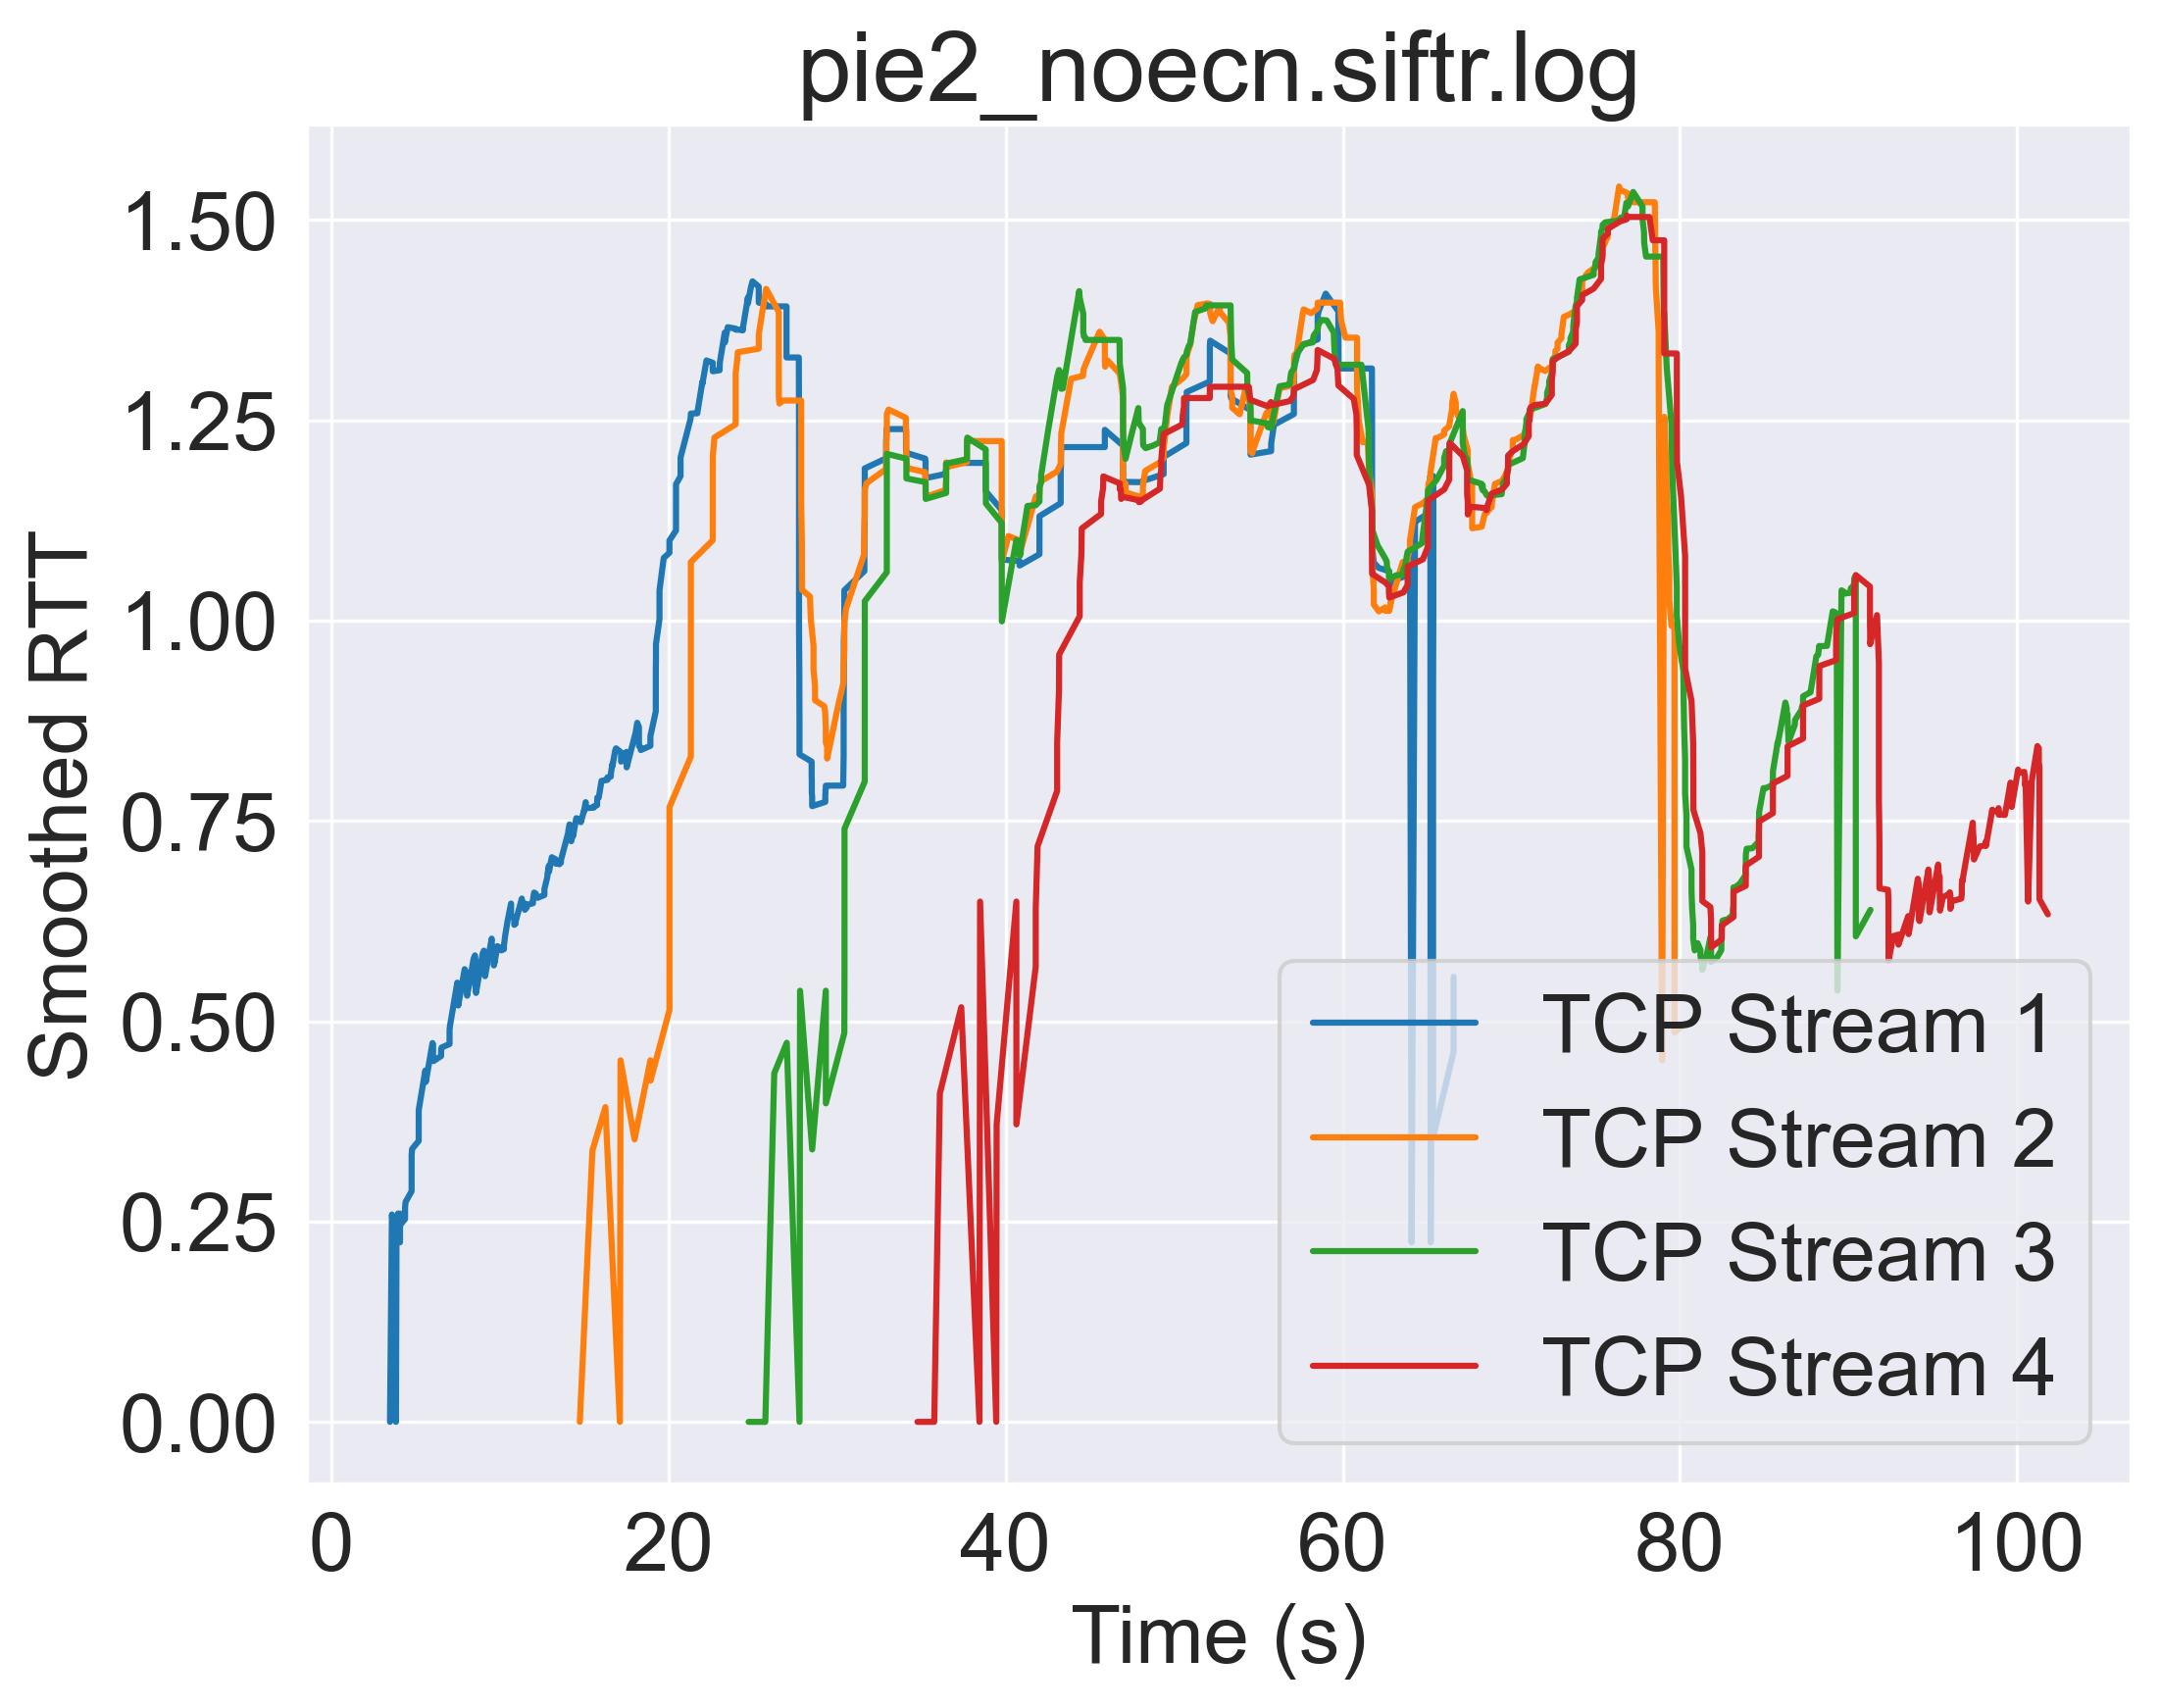 pie2_noecn.siftr.log
Smoothed RTT
1.50
1.25
1.00
0.75
0.50
0.25
0.00
TCP Stream 1
TCP Stream 2
TCP Stream 3
TCP Stream 4
0 20 40 60 80 100
Time (s)